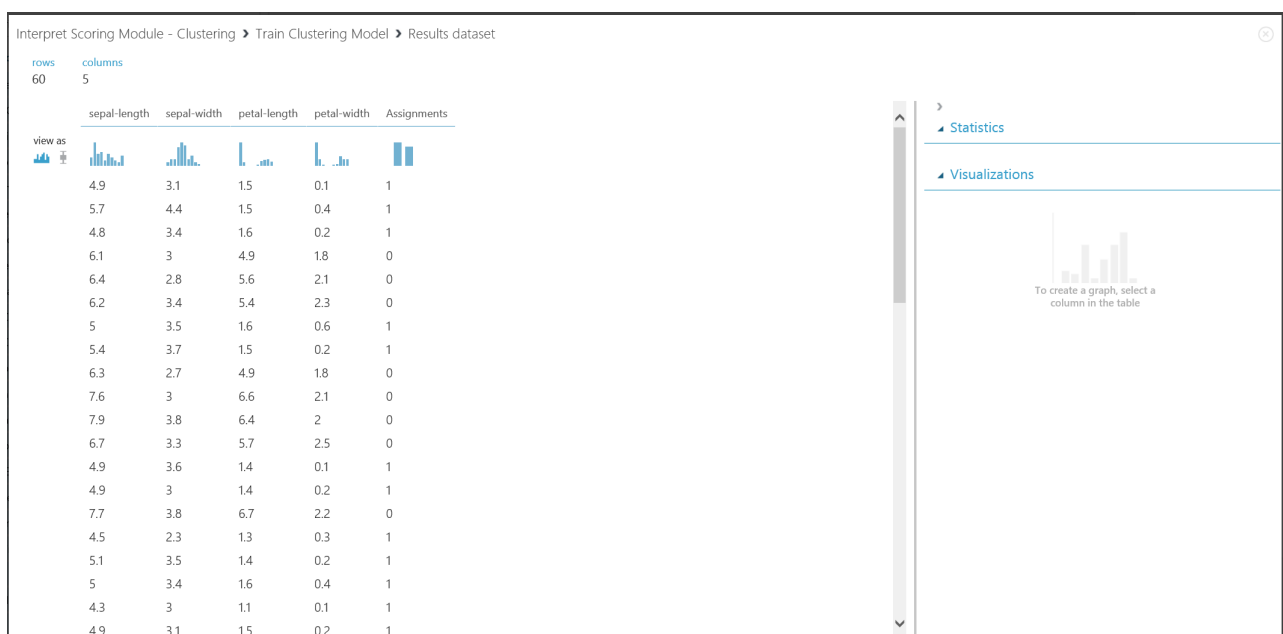 Interpret Scoring Module - Clustering ❯ Train Clustering Model ❯ Results dataset
rows columns
60 5
sepal-length sepal-width petal-length petal-width Assignments
view as
4.9 3.1 1.5 0.1 1
5.7 4.4 1.5 0.4 1
4.8 3.4 1.6 0.2 1
6.1 3 4.9 1.8 0
6.4 2.8 5.6 2.1 0
6.2 3.4 5.4 2.3 0
5 3.5 1.6 0.6 1
5.4 3.7 1.5 0.2 1
6.3 2.7 4.9 1.8 0
7.6 3 6.6 2.1 0
7.9 3.8 6.4 2 0
6.7 3.3 5.7 2.5 0
4.9 3.6 1.4 0.1 1
4.9 3 1.4 0.2 1
7.7 3.8 6.7 2.2 0
4.5 2.3 1.3 0.3 1
5.1 3.5 1.4 0.2 1
5 3.4 1.6 0.4 1
4.3 3 1.1 0.1 1
4.9 3.1 1.5 0.2 1
Statistics
Visualizations
To create a graph, select a
column in the table